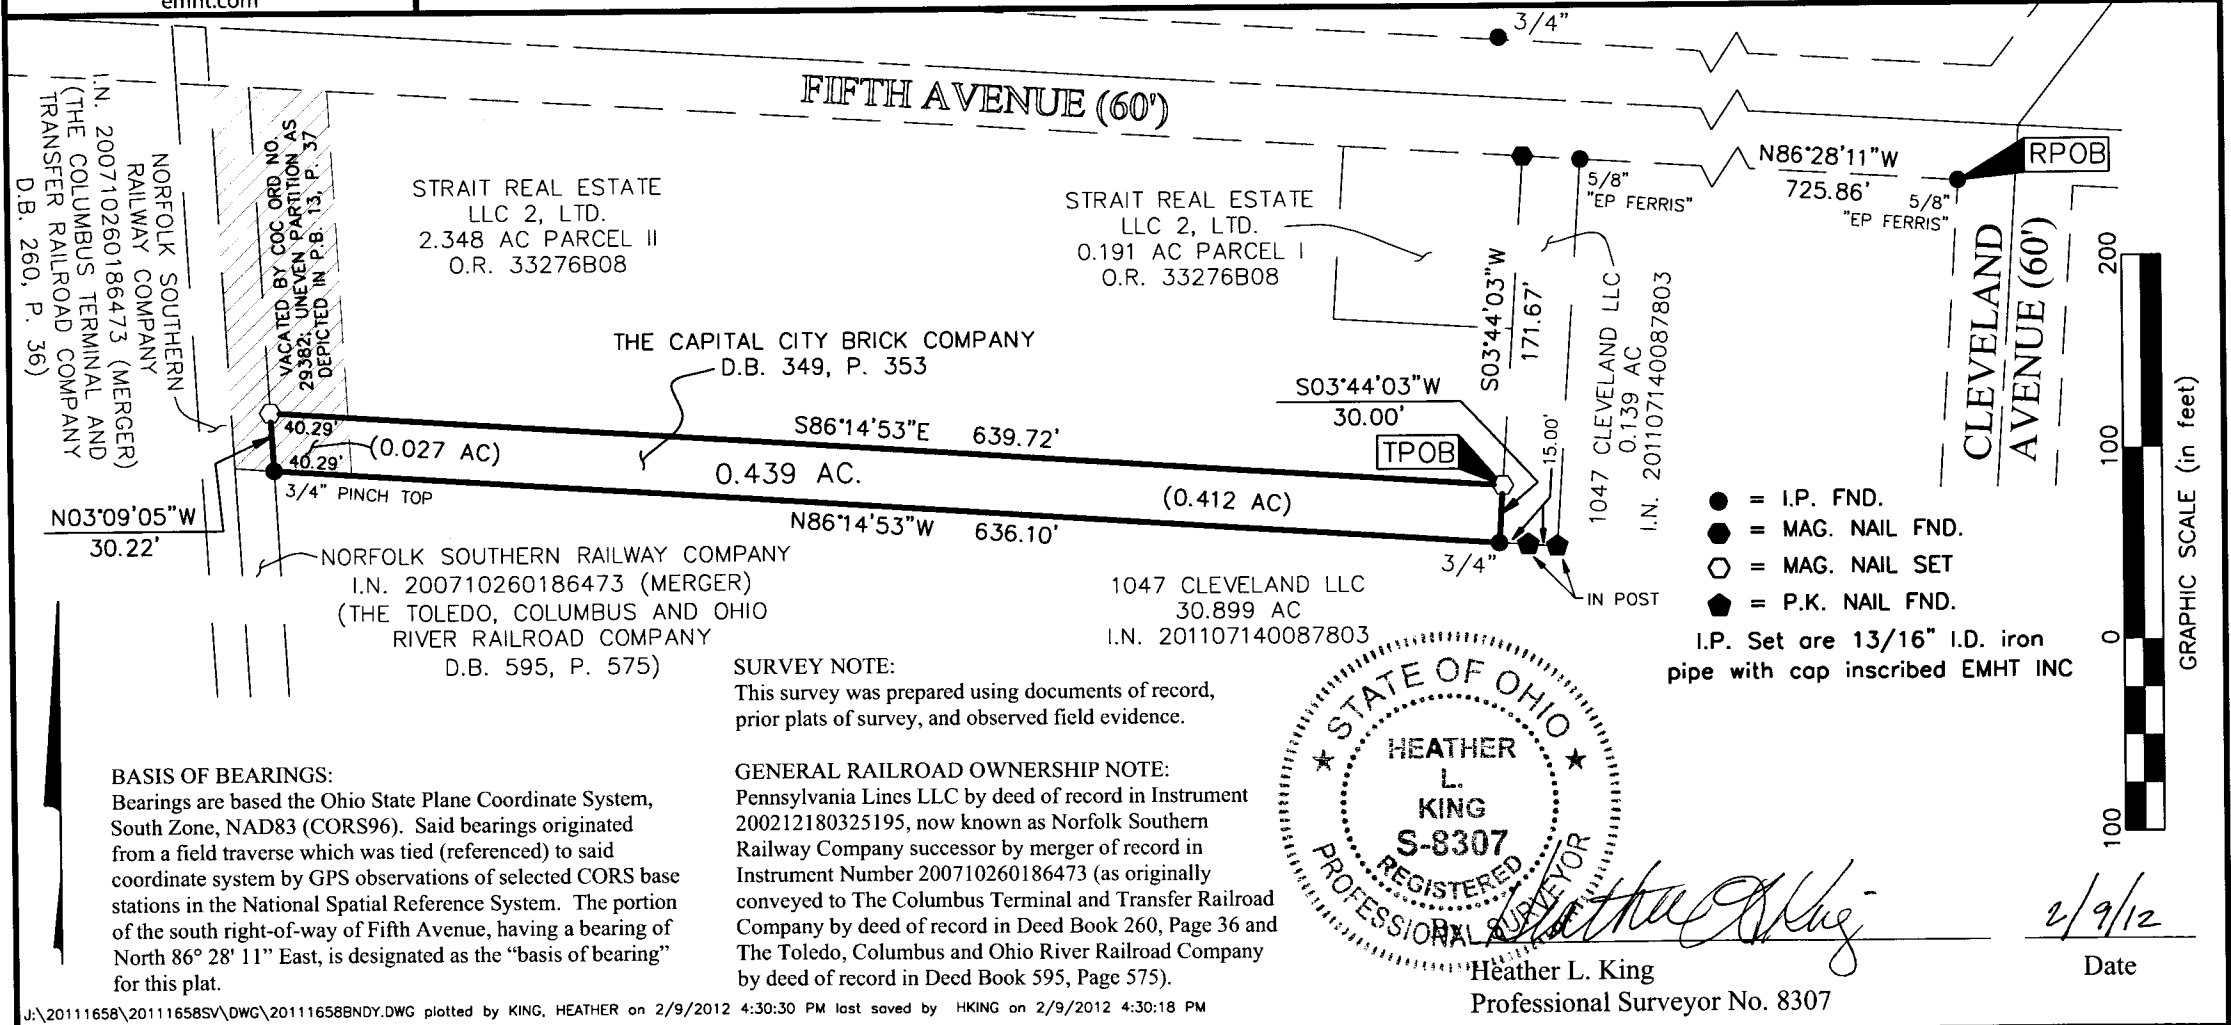 emht.com
3/4"
FIFTH AVENUE (60')
N86°28'11"W
725.86'
RPOB
5/8"
"EP FERRIS"
5/8"
"EP FERRIS"
CLEVELAND
AVENUE (60')
NORFOLK SOUTHERN
RAILWAY COMPANY
I.N. 200710260186473 (MERGER)
(THE COLUMBUS TERMINAL AND
TRANSFER RAILROAD COMPANY
D.B. 260, P. 36)
VACATED BY COC ORD NO.
29382; UNEVEN PARTITION AS
DEPICTED IN P.B. 13, P. 37
STRAIT REAL ESTATE
LLC 2, LTD.
2.348 AC PARCEL II
O.R. 33276B08
STRAIT REAL ESTATE
LLC 2, LTD.
0.191 AC PARCEL I
O.R. 33276B08
S03°44'03"W
171.67'
1047 CLEVELAND LLC
0.139 AC
I.N. 201107140087803
THE CAPITAL CITY BRICK COMPANY
D.B. 349, P. 353
S03°44'03"W
30.00'
TPOB
15.00'
40.29'
40.29'
(0.027 AC)
S86°14'53"E 639.72'
0.439 AC.
(0.412 AC)
N86°14'53"W 636.10'
3/4" PINCH TOP
N03°09'05"W
30.22'
3/4"
IN POST
NORFOLK SOUTHERN RAILWAY COMPANY
I.N. 200710260186473 (MERGER)
(THE TOLEDO, COLUMBUS AND OHIO
RIVER RAILROAD COMPANY
D.B. 595, P. 575)
1047 CLEVELAND LLC
30.899 AC
I.N. 201107140087803
= I.P. FND.
= MAG. NAIL FND.
= MAG. NAIL SET
= P.K. NAIL FND.
I.P. Set are 13/16" I.D. iron
pipe with cap inscribed EMHT INC
200
100
0
100
GRAPHIC SCALE (in feet)
SURVEY NOTE:
This survey was prepared using documents of record,
prior plats of survey, and observed field evidence.
BASIS OF BEARINGS:
Bearings are based the Ohio State Plane Coordinate System,
South Zone, NAD83 (CORS96). Said bearings originated
from a field traverse which was tied (referenced) to said
coordinate system by GPS observations of selected CORS base
stations in the National Spatial Reference System. The portion
of the south right-of-way of Fifth Avenue, having a bearing of
North 86° 28' 11" East, is designated as the "basis of bearing"
for this plat.
GENERAL RAILROAD OWNERSHIP NOTE:
Pennsylvania Lines LLC by deed of record in Instrument
200212180325195, now known as Norfolk Southern
Railway Company successor by merger of record in
Instrument Number 200710260186473 (as originally
conveyed to The Columbus Terminal and Transfer Railroad
Company by deed of record in Deed Book 260, Page 36 and
The Toledo, Columbus and Ohio River Railroad Company
by deed of record in Deed Book 595, Page 575).
STATE OF OHIO
HEATHER
L.
KING
S-8307
REGISTERED
PROFESSIONAL SURVEYOR
By
Heather L King
2/9/12
Heather L. King
Professional Surveyor No. 8307
Date
J:\20111658\20111658SV\DWG\20111658BNDY.DWG plotted by KING, HEATHER on 2/9/2012 4:30:30 PM last saved by HKING on 2/9/2012 4:30:18 PM